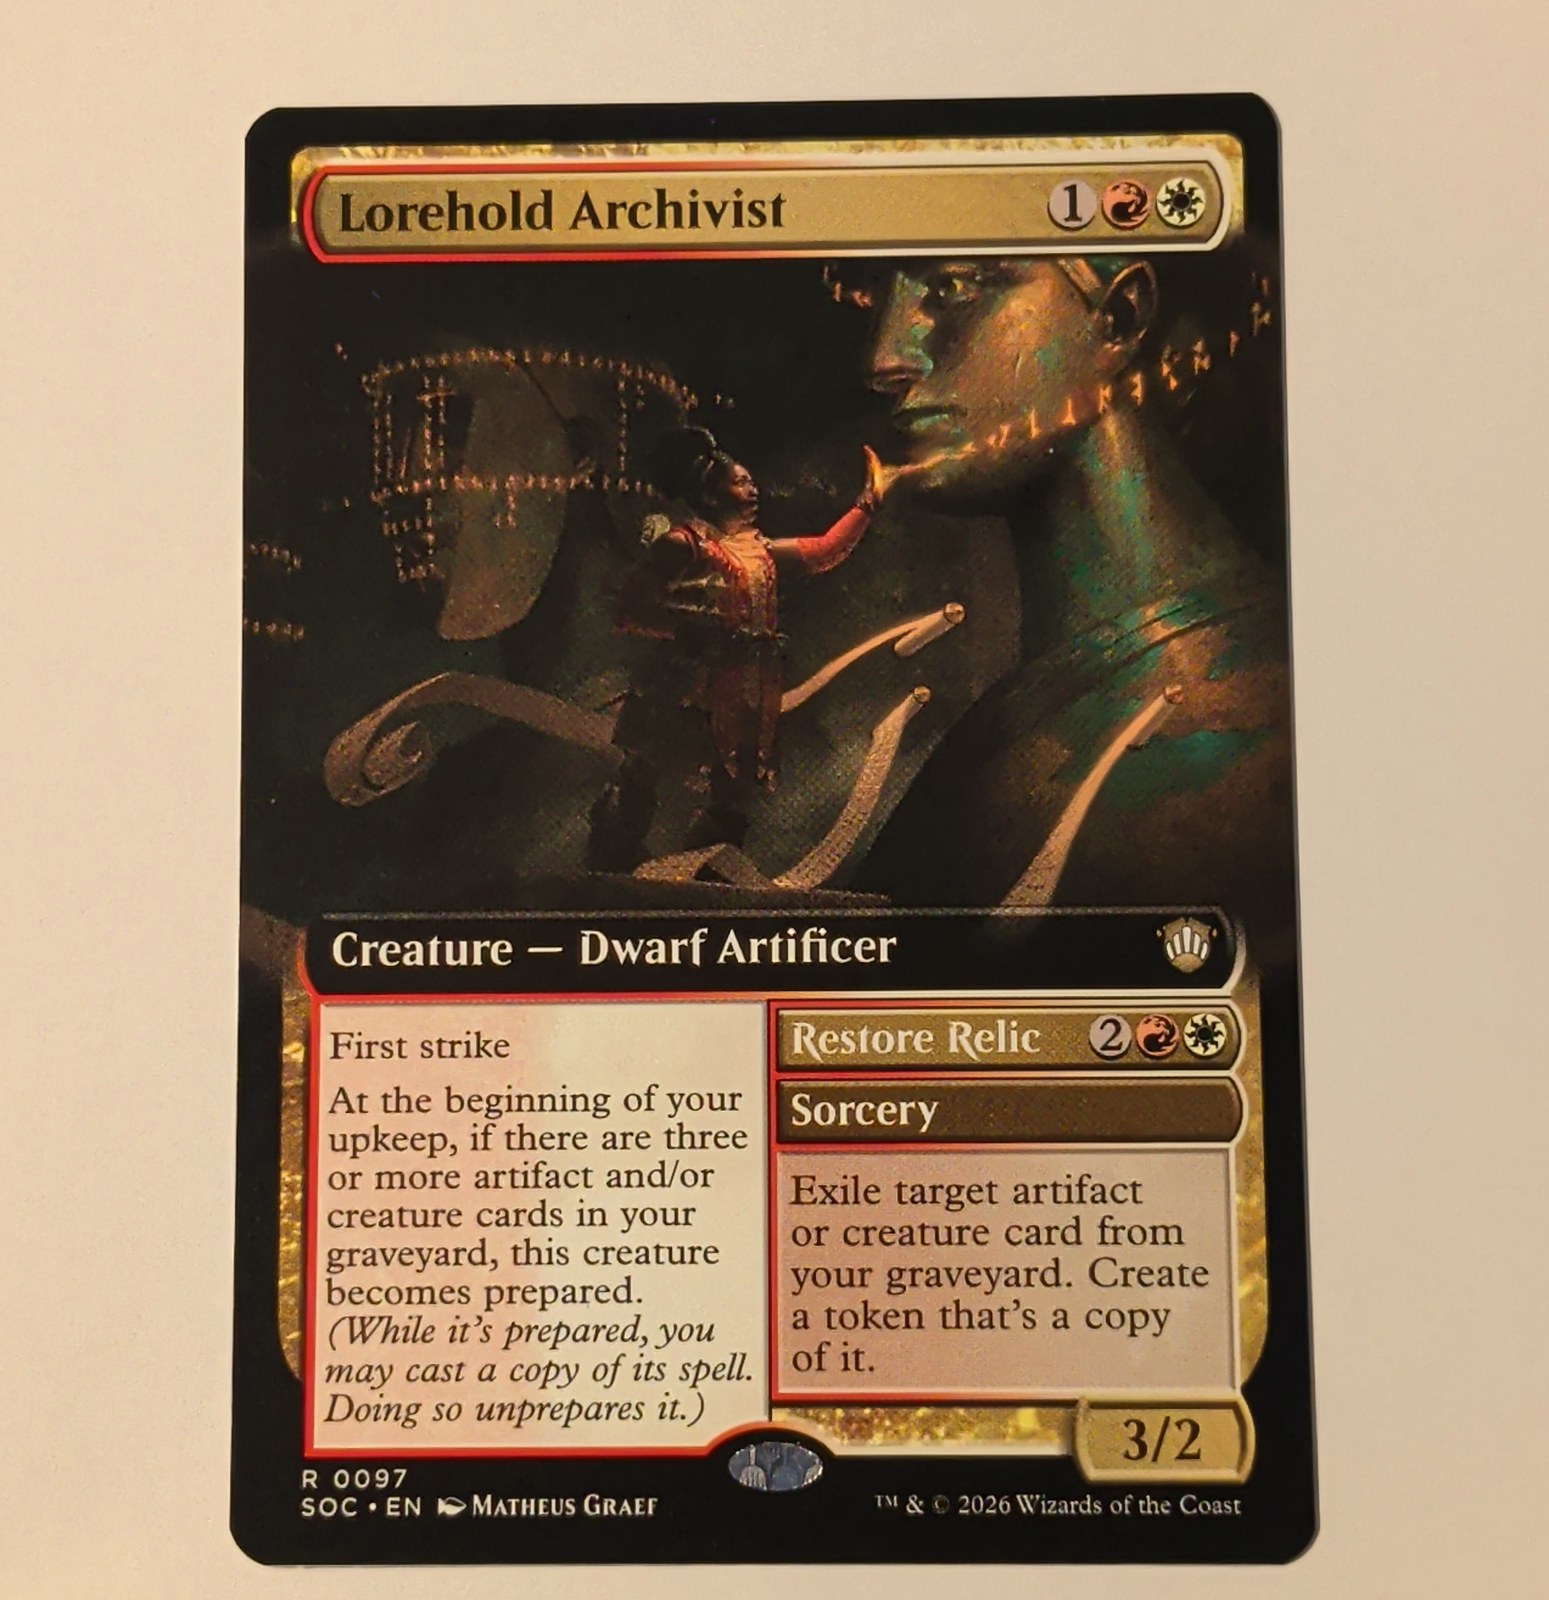 Lorehold Archivist 1
Creature — Dwarf Artificer
First strike
At the beginning of your
upkeep, if there are three
or more artifact and/or
creature cards in your
graveyard, this creature
becomes prepared.
(While it's prepared, you
may cast a copy of its spell.
Doing so unprepares it.)
Restore Relic 2
Sorcery
Exile target artifact
or creature card from
your graveyard. Create
a token that's a copy
of it.
3/2
R 0097
SOC • EN MATHEUS GRAEF
™ & © 2026 Wizards of the Coast